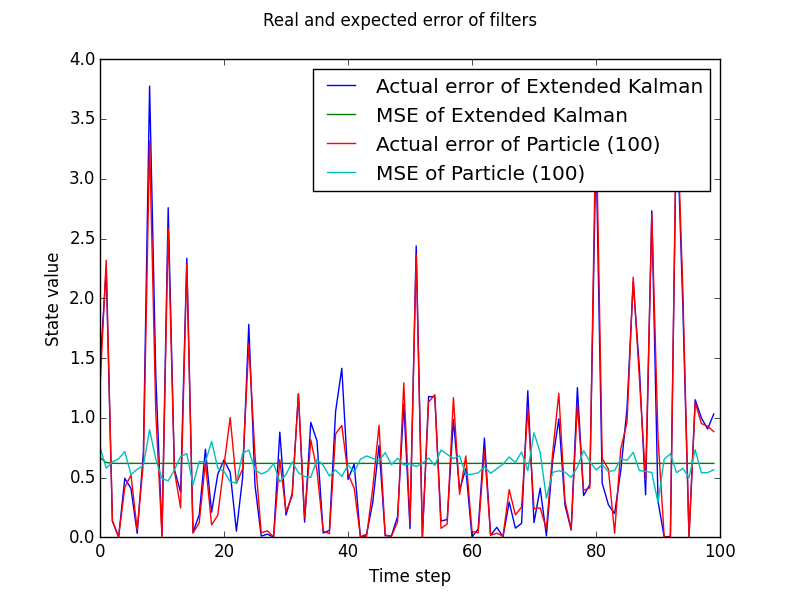 Real and expected error of filters
4.0
3.5
3.0
2.5
2.0
1.5
1.0
0.5
0.0
State value
Actual error of Extended Kalman
MSE of Extended Kalman
Actual error of Particle (100)
MSE of Particle (100)
0 20 40 60 80 100
Time step